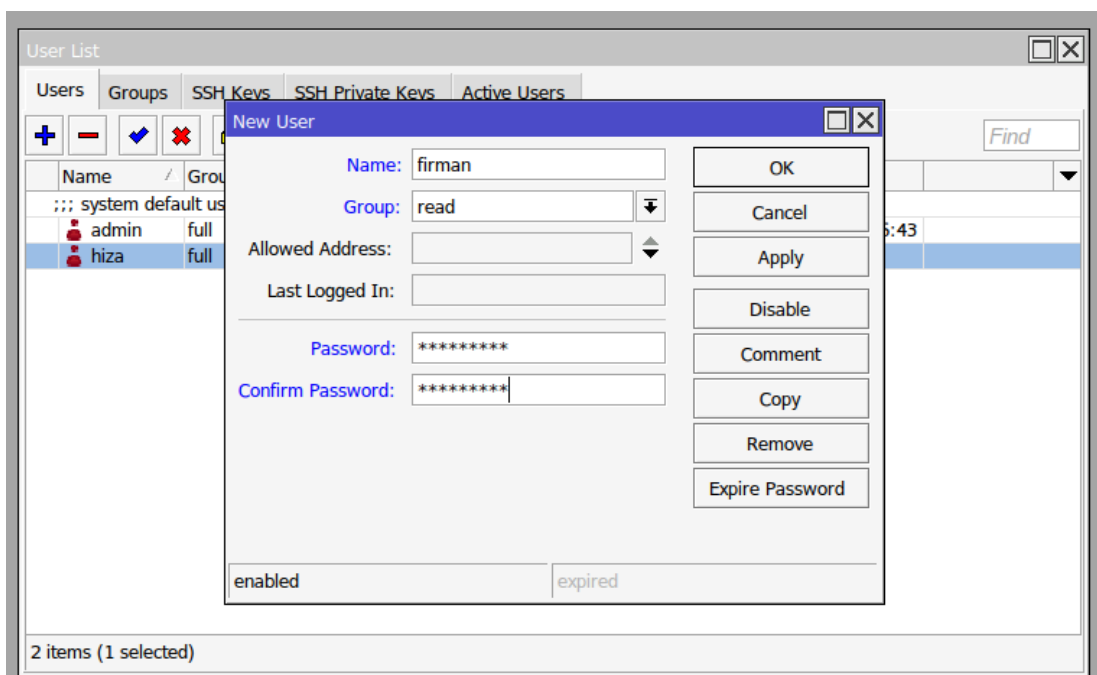 User List
Users Groups SSH Keys SSH Private Keys Active Users
Find
Name Grou
;;; system default us
admin full 5:43
hiza full
New User
Name: firman
Group: read
Allowed Address:
Last Logged In:
Password: *********
Confirm Password: *********
OK
Cancel
Apply
Disable
Comment
Copy
Remove
Expire Password
enabled expired
2 items (1 selected)